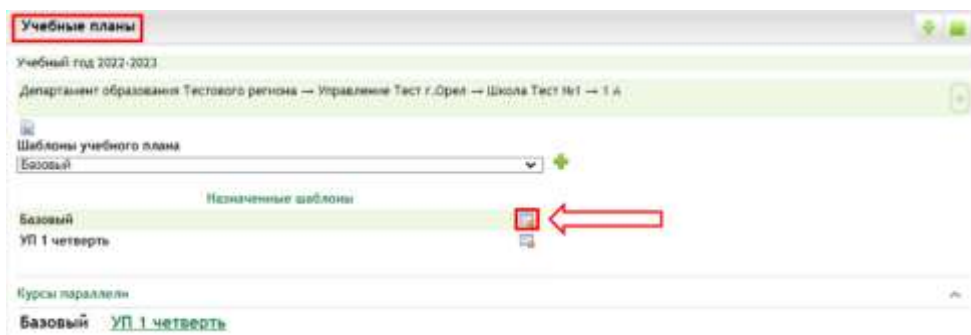 Учебные планы
Учебный год 2022-2023
Департамент образования Тестового региона → Управление Тест г.Орел → Школа Тест №1 → 1 А
Шаблоны учебного плана
Базовый
Назначенные шаблоны
Базовый
УП 1 четверть
Курсы параллели
Базовый УП 1 четверть